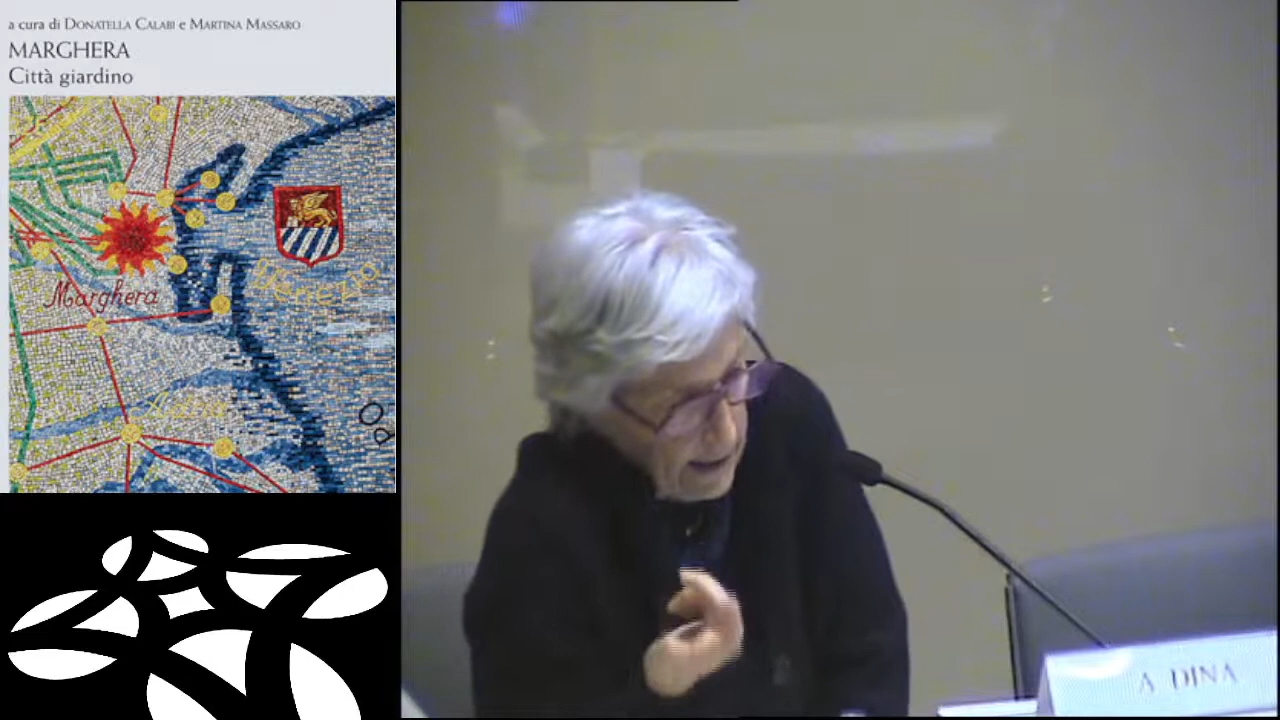 a cura di DONATELLA CALABI e MARTINA MASSARO
MARGHERA
Città giardino
Marghera
Venezia
A DINA